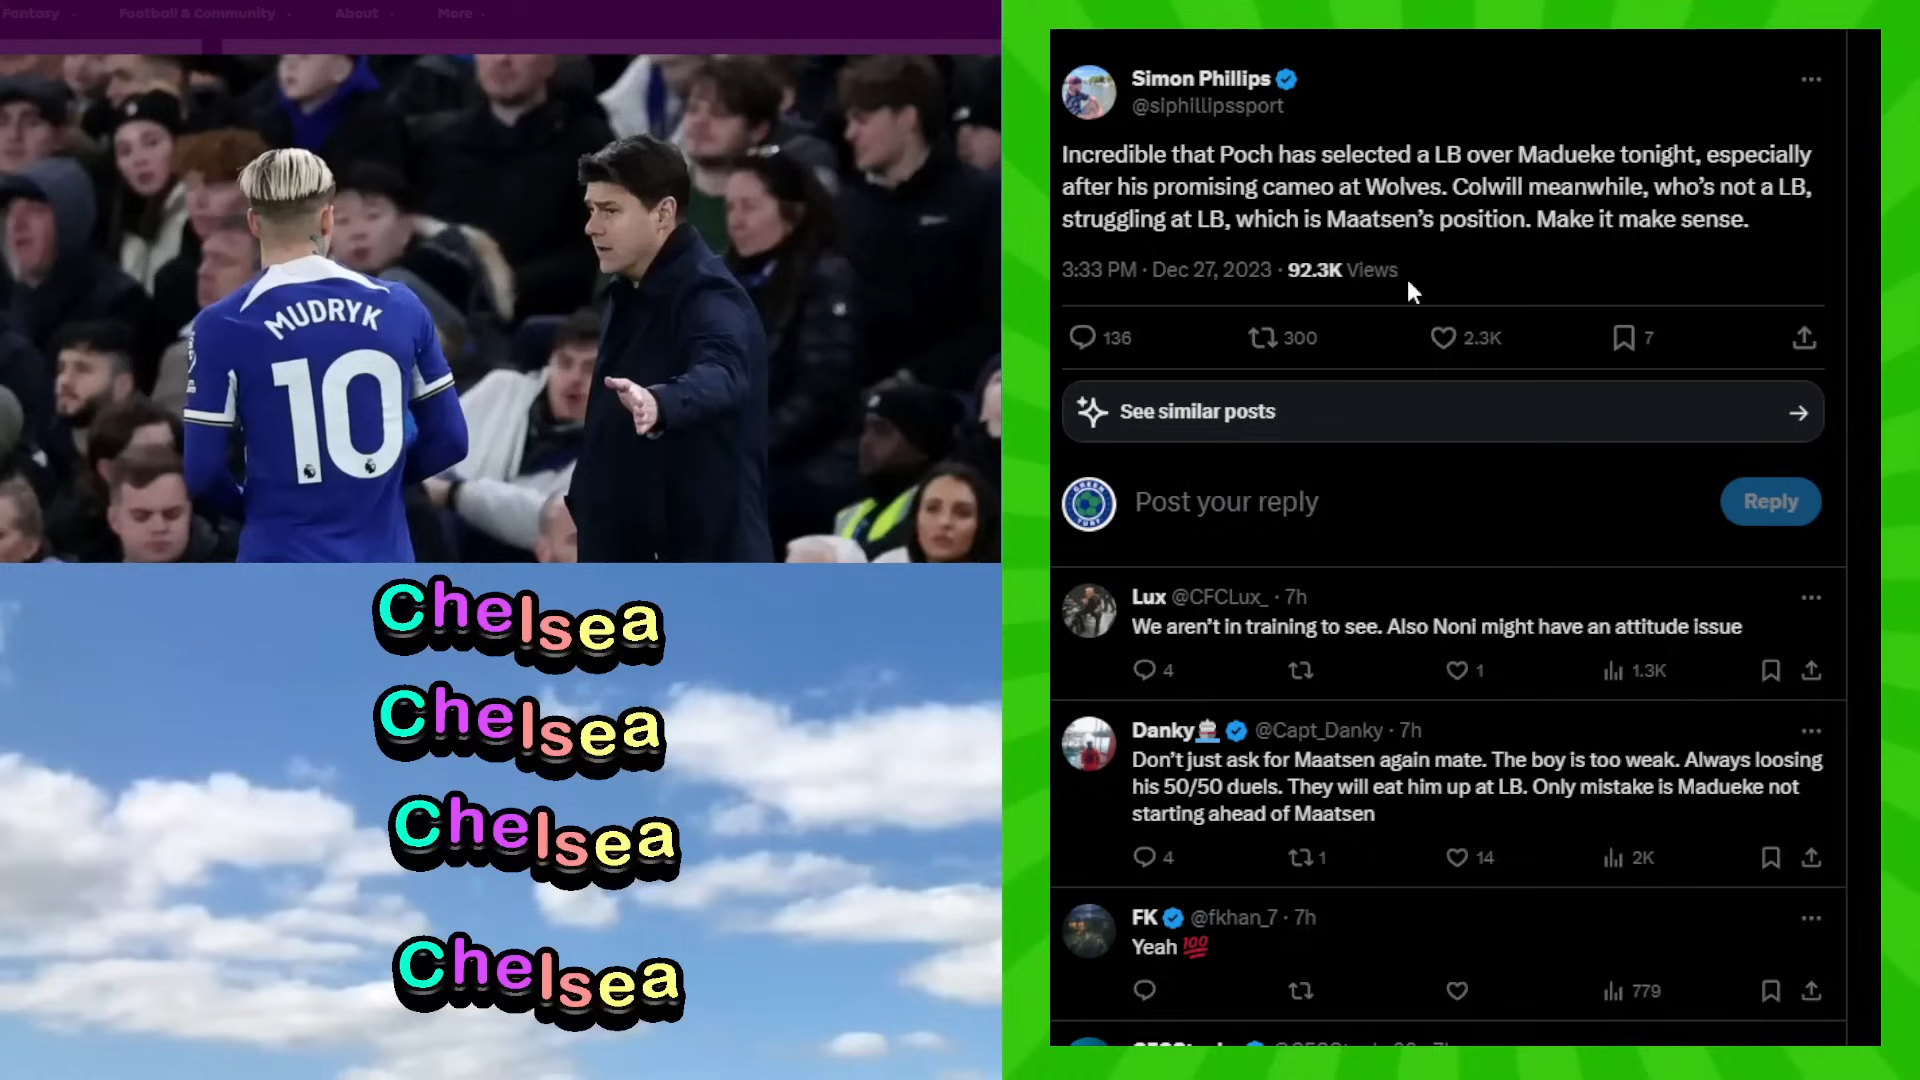 Fantasy
Football & Community
About
More
MUDRYK
10
Chelsea
Chelsea
Chelsea
Chelsea
Simon Phillips
@siphillipssport
Incredible that Poch has selected a LB over Madueke tonight, especially
after his promising cameo at Wolves. Colwill meanwhile, who's not a LB,
struggling at LB, which is Maatsen's position. Make it make sense.
3:33 PM · Dec 27, 2023 · 92.3K Views
136 300 2.3K 7
See similar posts
GREEN TURF
Post your reply
Reply
Lux @CFCLux_ · 7h
We aren't in training to see. Also Noni might have an attitude issue
4 1 1.3K
Danky @Capt_Danky · 7h
Don't just ask for Maatsen again mate. The boy is too weak. Always loosing
his 50/50 duels. They will eat him up at LB. Only mistake is Madueke not
starting ahead of Maatsen
4 1 14 2K
FK @fkhan_7 · 7h
Yeah 💯
779